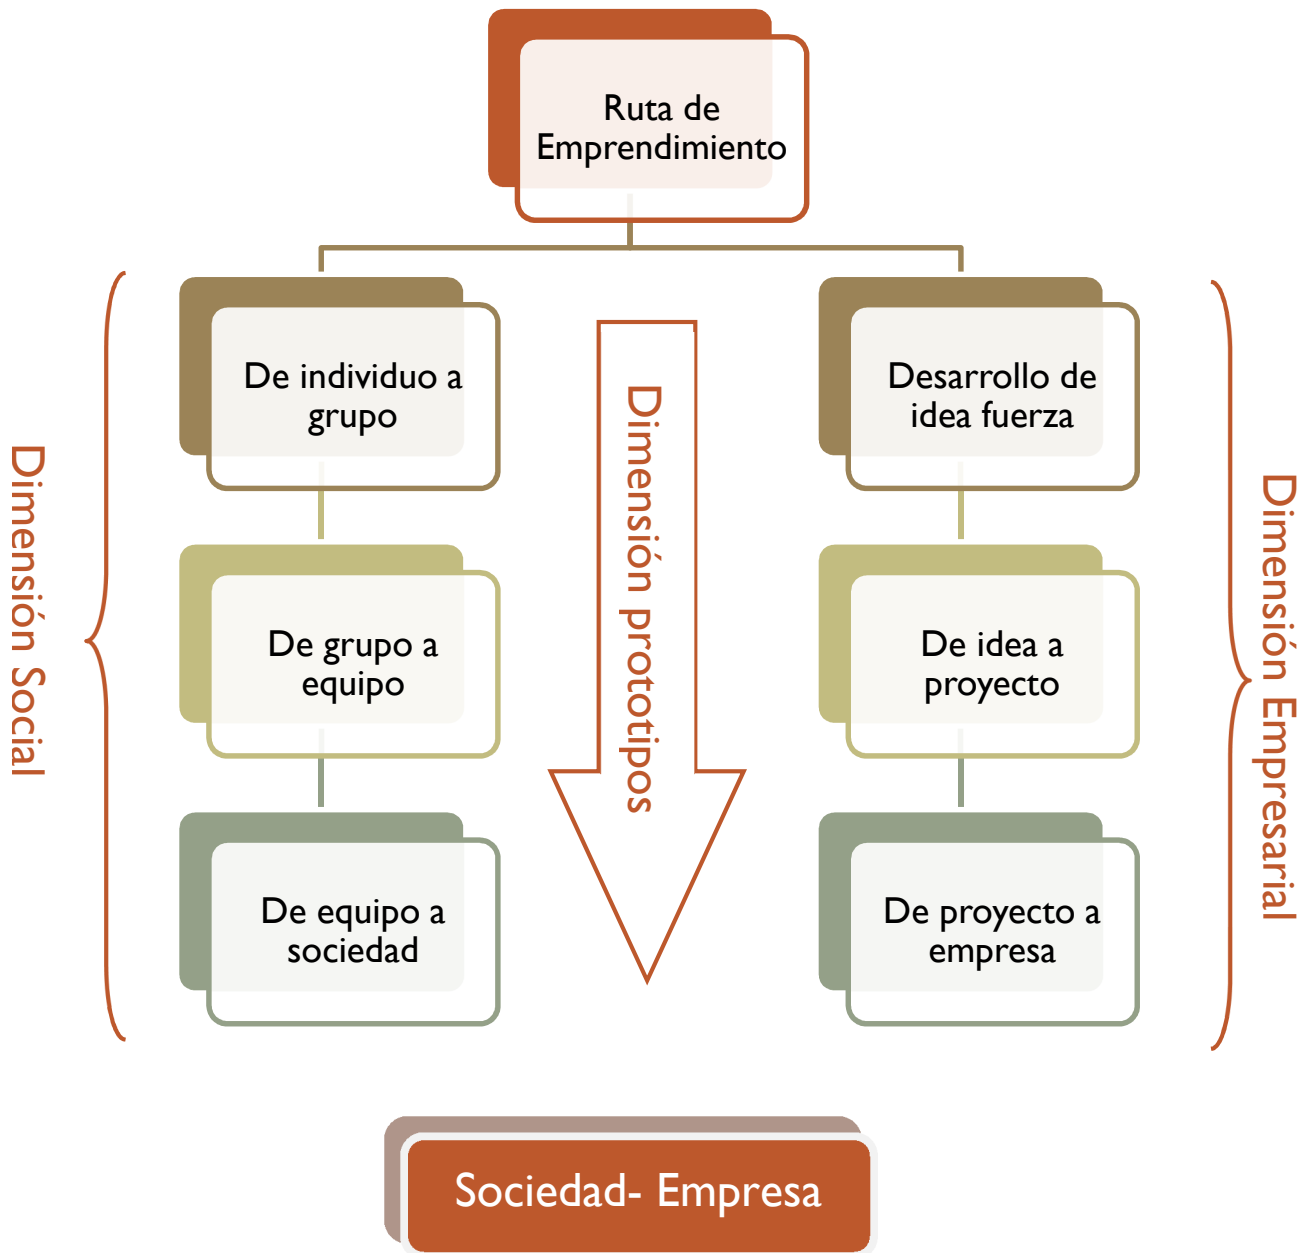 Ruta de
Emprendimiento
Dimensión Social
De individuo a
grupo
De grupo a
equipo
De equipo a
sociedad
Dimensión prototipos
Desarrollo de
idea fuerza
De idea a
proyecto
De proyecto a
empresa
Dimensión Empresarial
Sociedad- Empresa